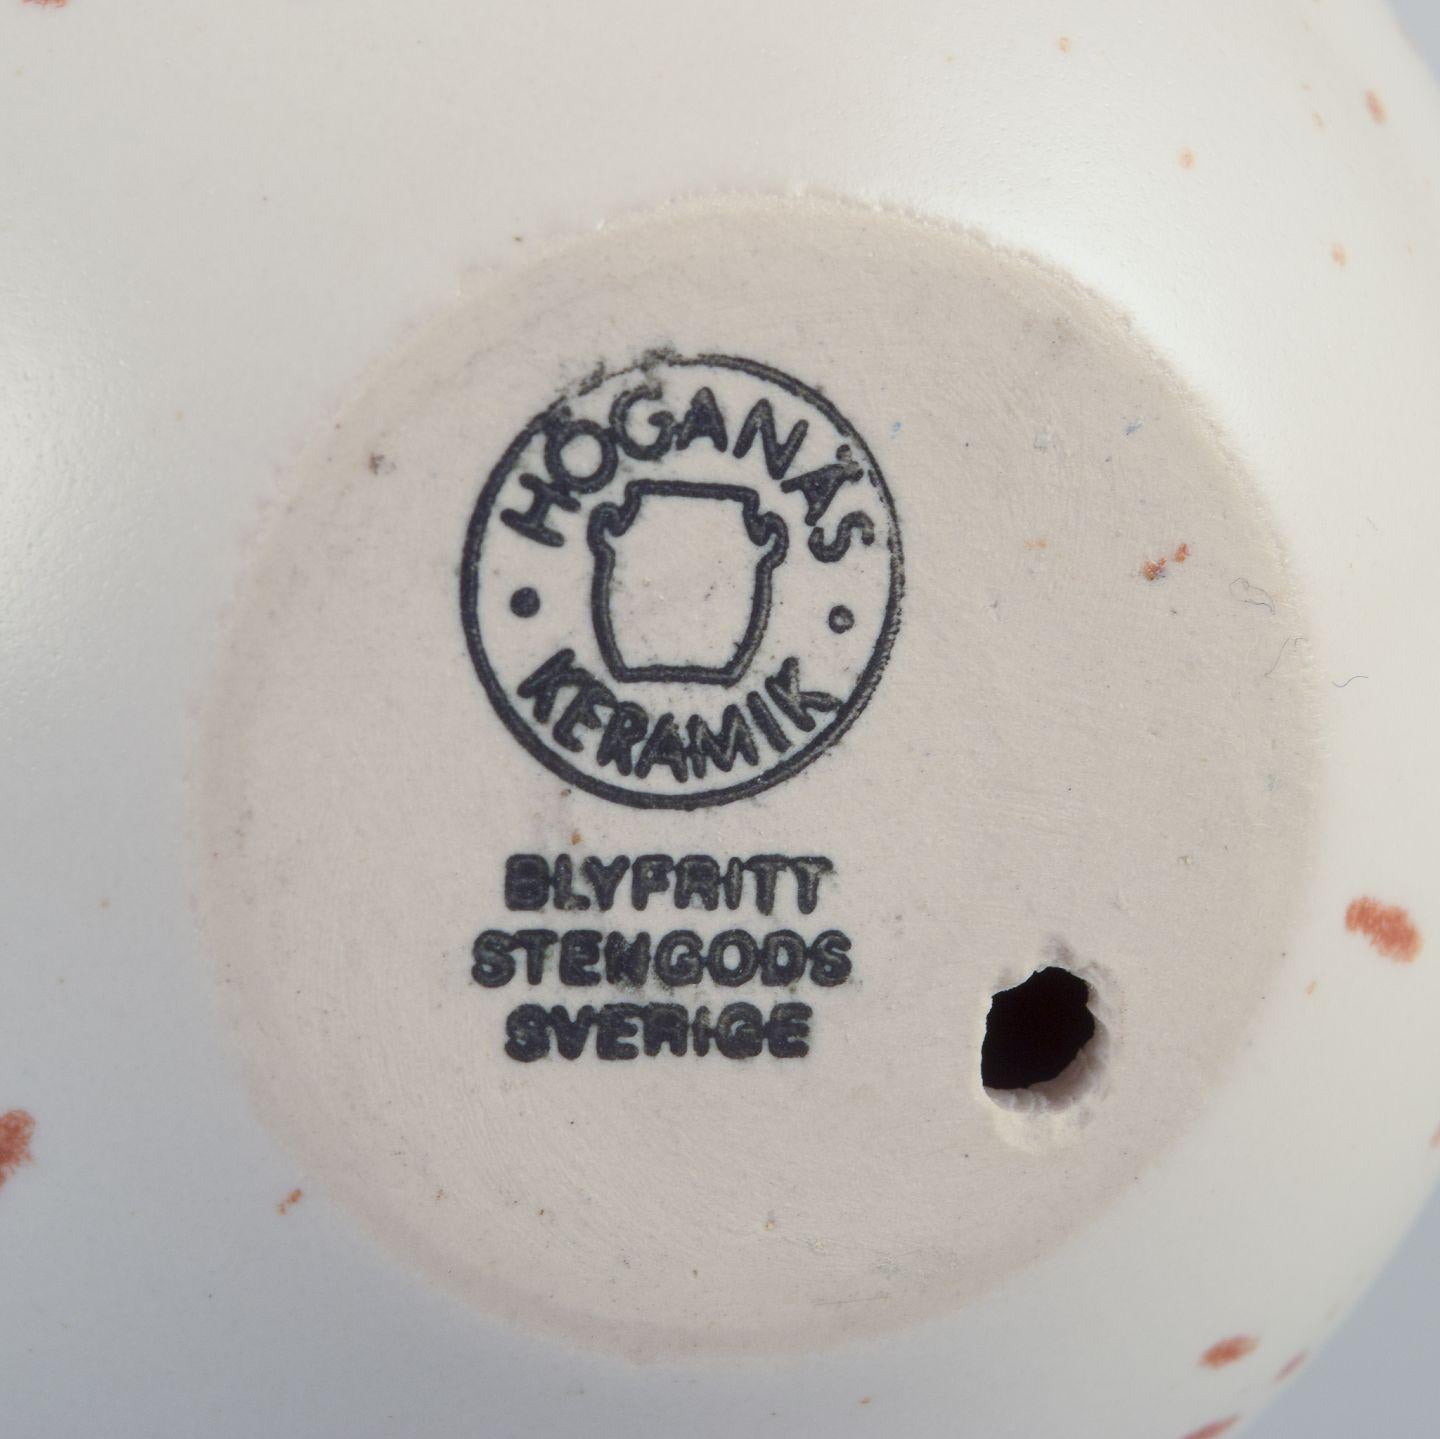 HÖGANÄS
KERAMIK
BLYFRITT
STENGODS
SVERIGE